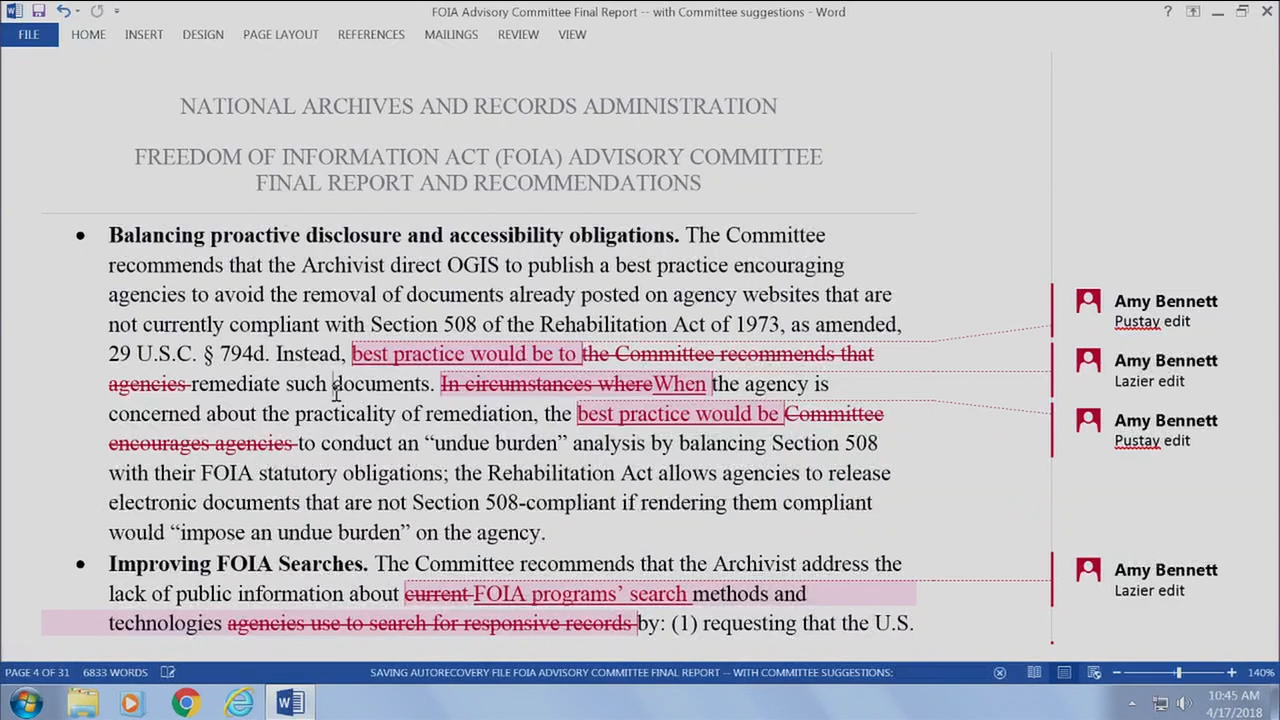 FOIA Advisory Committee Final Report -- with Committee suggestions - Word
?
FILE HOME INSERT DESIGN PAGE LAYOUT REFERENCES MAILINGS REVIEW VIEW
NATIONAL ARCHIVES AND RECORDS ADMINISTRATION
FREEDOM OF INFORMATION ACT (FOIA) ADVISORY COMMITTEE
FINAL REPORT AND RECOMMENDATIONS
• Balancing proactive disclosure and accessibility obligations. The Committee
recommends that the Archivist direct OGIS to publish a best practice encouraging
agencies to avoid the removal of documents already posted on agency websites that are
not currently compliant with Section 508 of the Rehabilitation Act of 1973, as amended,
29 U.S.C. § 794d. Instead, best practice would be to the Committee recommends that
agencies remediate such documents. In circumstances whereWhen the agency is
concerned about the practicality of remediation, the best practice would be Committee
encourages agencies to conduct an “undue burden” analysis by balancing Section 508
with their FOIA statutory obligations; the Rehabilitation Act allows agencies to release
electronic documents that are not Section 508-compliant if rendering them compliant
would “impose an undue burden” on the agency.
• Improving FOIA Searches. The Committee recommends that the Archivist address the
lack of public information about current FOIA programs’ search methods and
technologies agencies use to search for responsive records by: (1) requesting that the U.S.
Amy Bennett
Pustay edit
Amy Bennett
Lazier edit
Amy Bennett
Pustay edit
Amy Bennett
Lazier edit
PAGE 4 OF 31 6833 WORDS SAVING AUTORECOVERY FILE FOIA ADVISORY COMMITTEE FINAL REPORT -- WITH COMMITTEE SUGGESTIONS: 140%
10:45 AM
4/17/2018